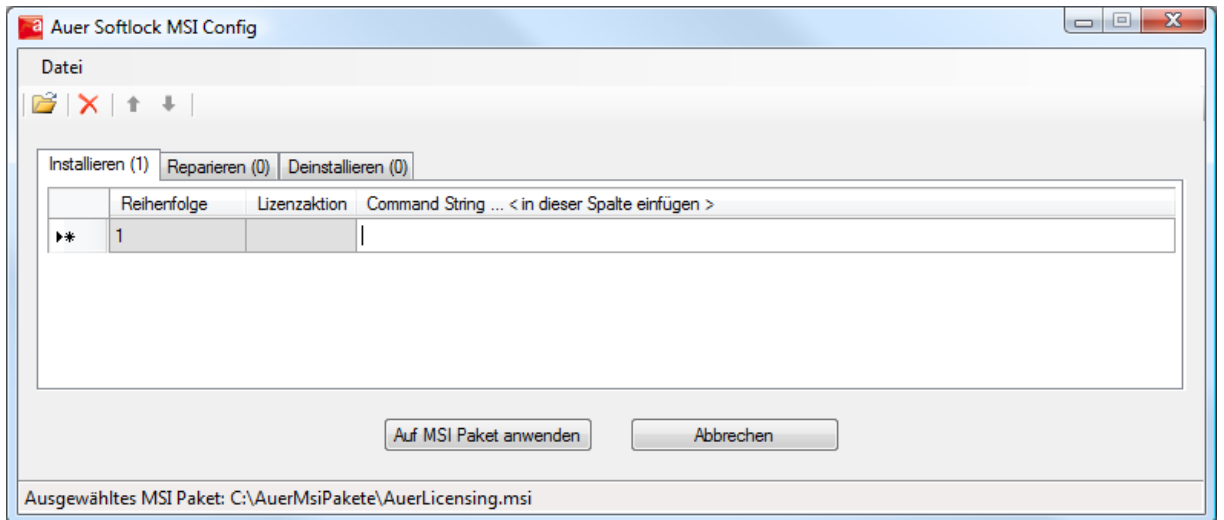 Auer Softlock MSI Config
Datei
Installieren (1) Reparieren (0) Deinstallieren (0)
Reihenfolge Lizenzaktion Command String ... < in dieser Spalte einfügen >
1
Auf MSI Paket anwenden Abbrechen
Ausgewähltes MSI Paket: C:\AuerMsiPakete\AuerLicensing.msi